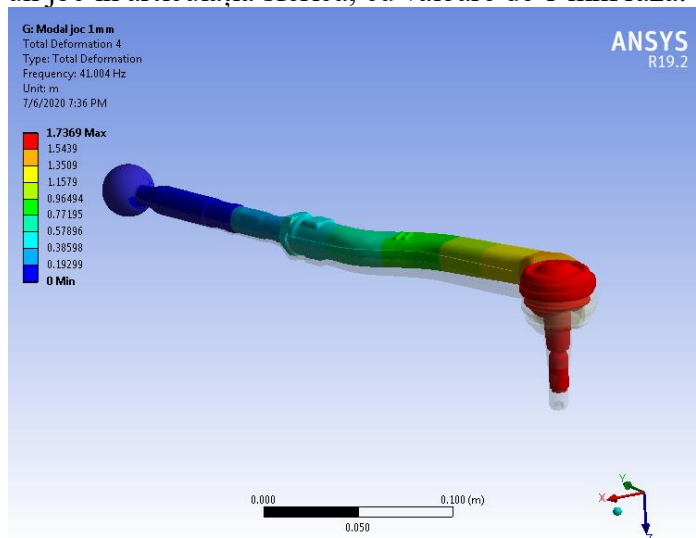 G: Modal joc 1mm
Total Deformation 4
Type: Total Deformation
Frequency: 41.004 Hz
Unit: m
7/6/2020 7:36 PM
ANSYS
R19.2
1.7369 Max
1.5439
1.3509
1.1579
0.96494
0.77195
0.57896
0.38598
0.19299
0 Min
0.000
0.100 (m)
0.050
X
Y
Z